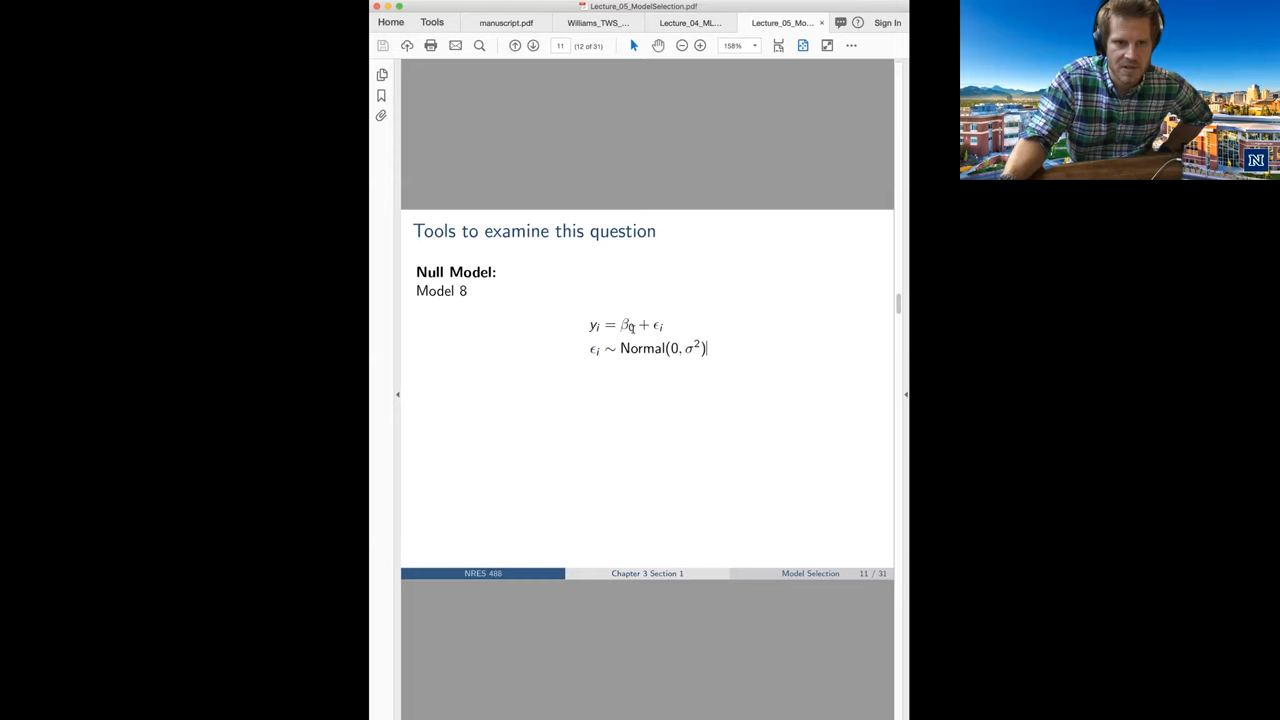 Lecture_05_ModelSelection.pdf
Home Tools manuscript.pdf Williams_TWS_... Lecture_04_ML... Lecture_05_Mo... × Sign In
11 (12 of 31) 158%
Tools to examine this question
Null Model:
Model 8
yᵢ = β₀ + ϵᵢ
ϵᵢ ∼ Normal(0, σ²)
NRES 488 Chapter 3 Section 1 Model Selection 11 / 31
N